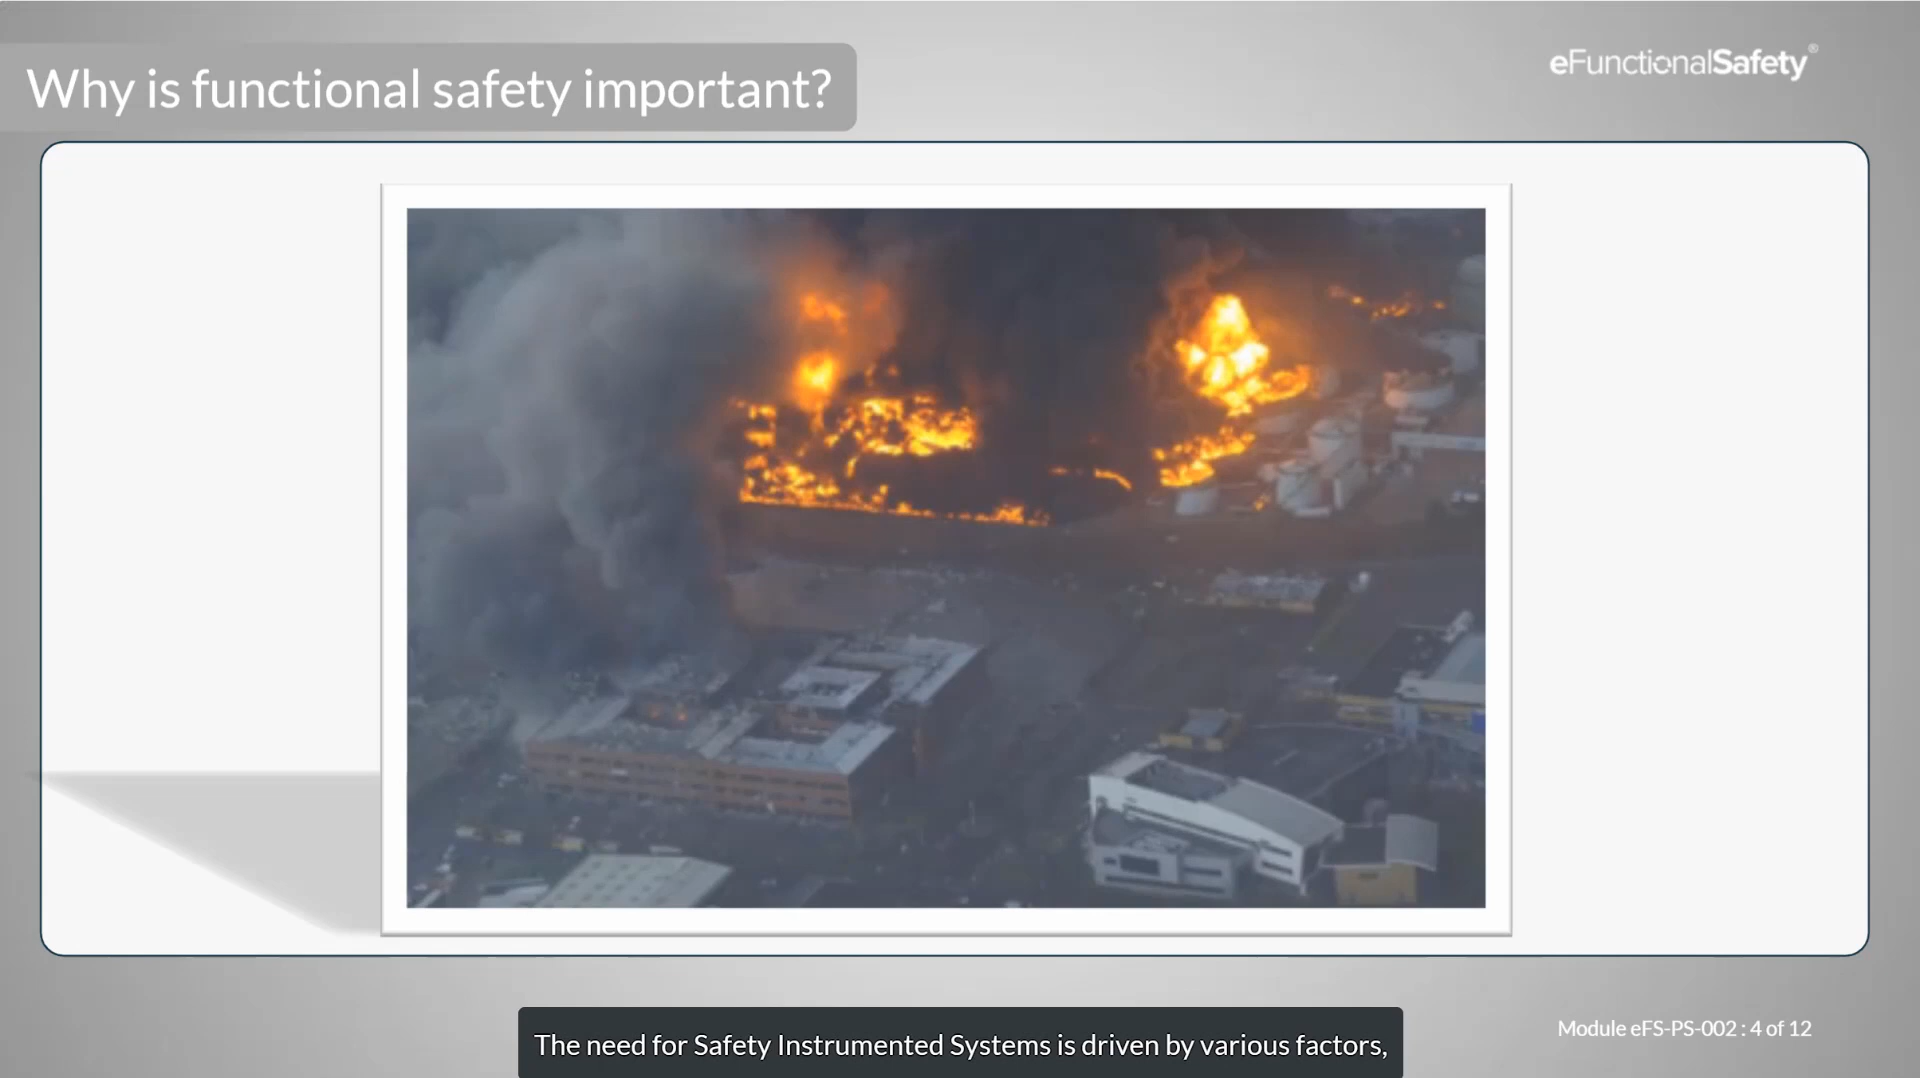 Why is functional safety important?
eFunctionalSafety®
The need for Safety Instrumented Systems is driven by various factors,
Module eFS-PS-002 : 4 of 12